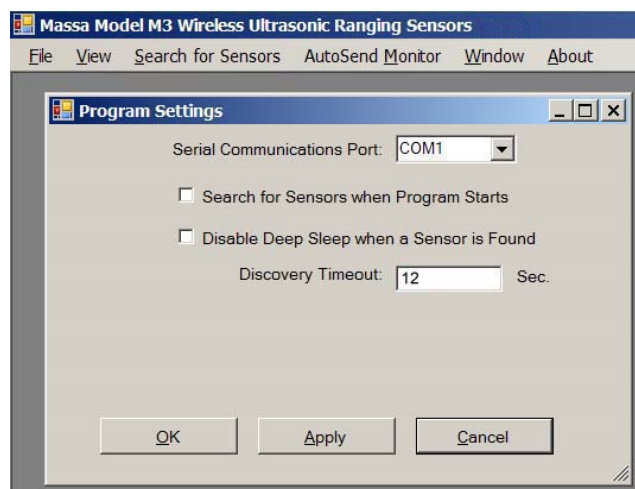 Massa Model M3 Wireless Ultrasonic Ranging Sensors
File View Search for Sensors AutoSend Monitor Window About
Program Settings
Serial Communications Port: COM1
Search for Sensors when Program Starts
Disable Deep Sleep when a Sensor is Found
Discovery Timeout: 12 Sec.
OK Apply Cancel